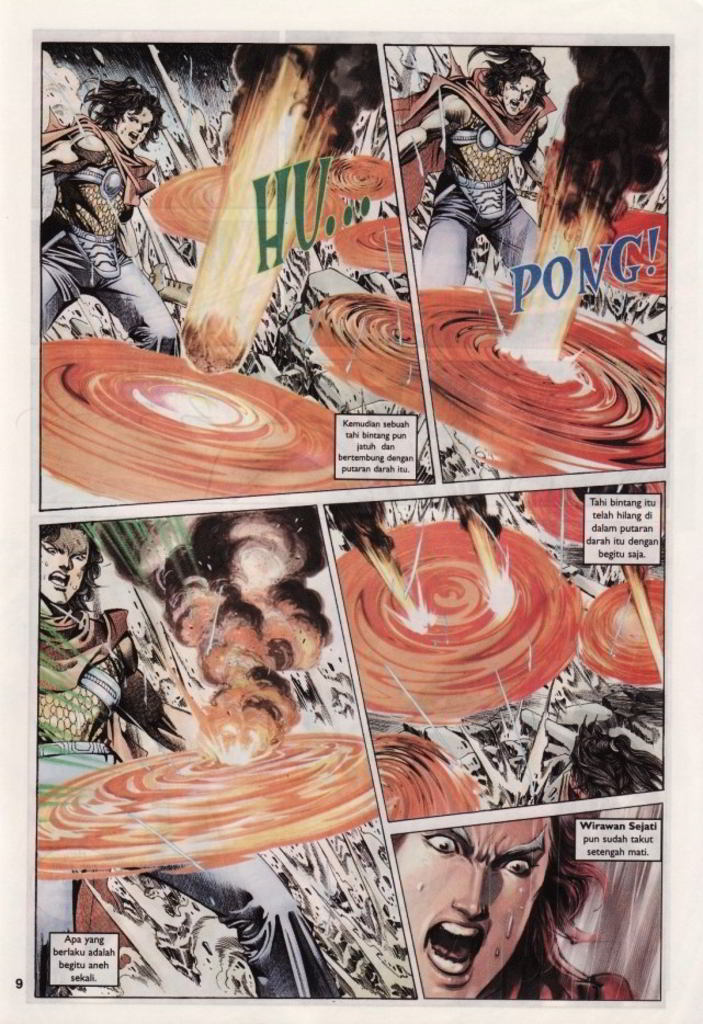 HU...
Kemudian sebuah
tahi bintang pun
jatuh dan
bertembung dengan
putaran darah itu.
PONG!
Apa yang
berlaku adalah
begitu aneh
sekali.
Tahi bintang itu
telah hilang di
dalam putaran
darah itu dengan
begitu saja.
Wirawan Sejati
pun sudah takut
setengah mati.
9